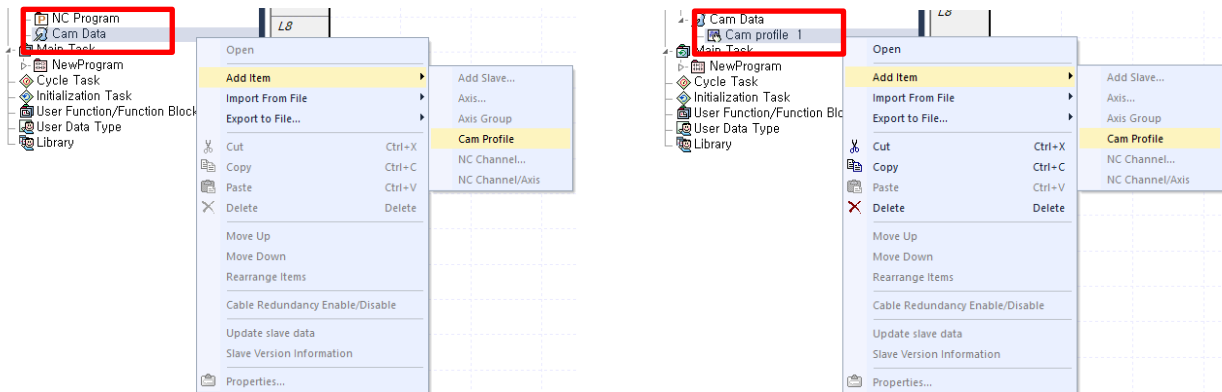 NC Program
Cam Data
Main Task
NewProgram
Cycle Task
Initialization Task
User Function/Function Block
User Data Type
Library
L8
Open
Add Item
Import From File
Export to File...
Cut Ctrl+X
Copy Ctrl+C
Paste Ctrl+V
Delete Delete
Move Up
Move Down
Rearrange Items
Cable Redundancy Enable/Disable
Update slave data
Slave Version Information
Properties...
Add Slave...
Axis...
Axis Group
Cam Profile
NC Channel...
NC Channel/Axis
Cam Data
Cam profile 1
Main Task
NewProgram
Cycle Task
Initialization Task
User Function/Function Blo
User Data Type
Library
L8
Open
Add Item
Import From File
Export to File...
Cut Ctrl+X
Copy Ctrl+C
Paste Ctrl+V
Delete Delete
Move Up
Move Down
Rearrange Items
Cable Redundancy Enable/Disable
Update slave data
Slave Version Information
Properties...
Add Slave...
Axis...
Axis Group
Cam Profile
NC Channel...
NC Channel/Axis